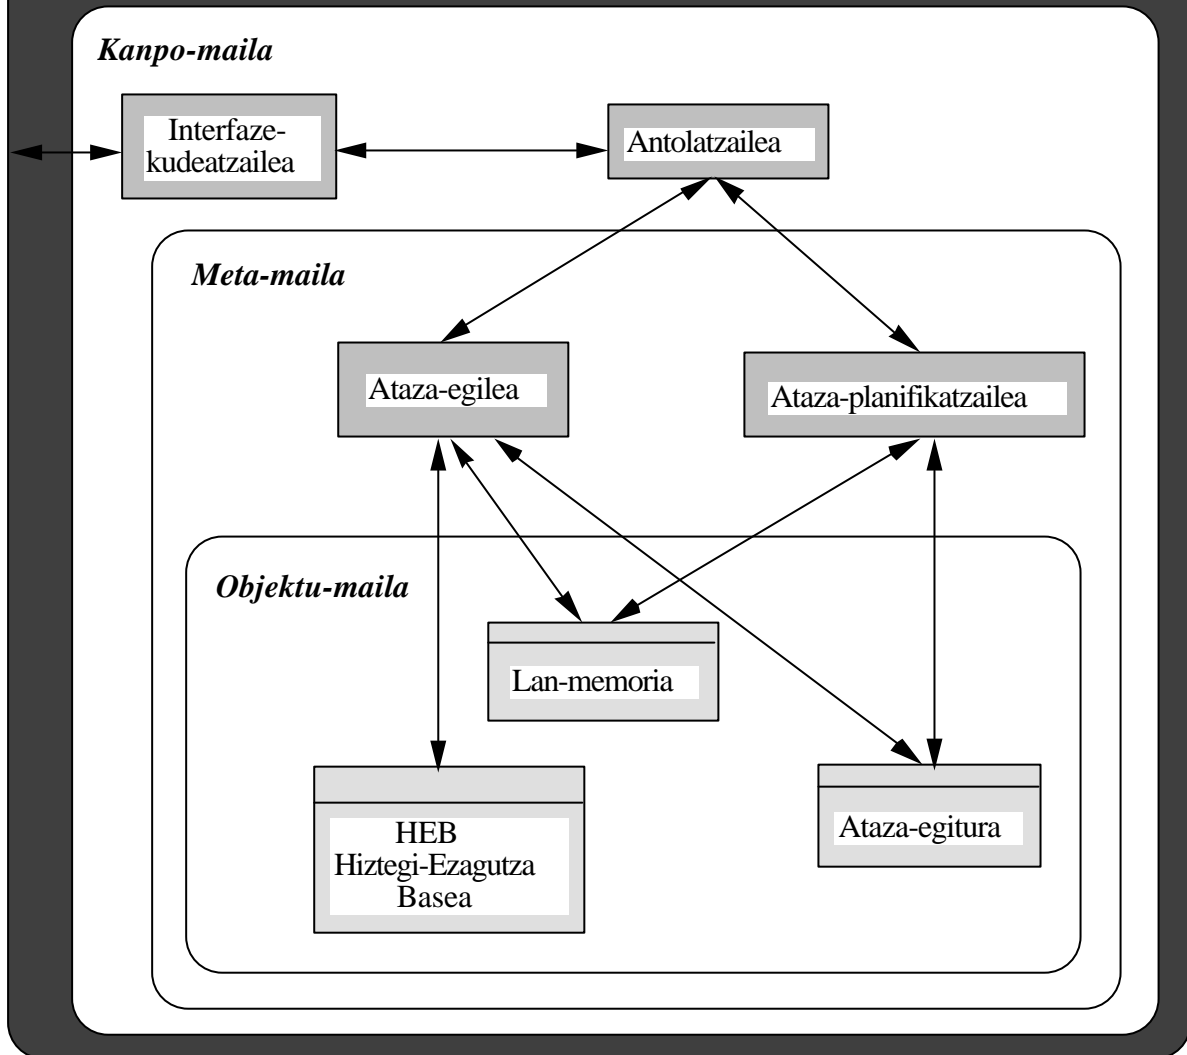 Kanpo-maila
Interfaze-
kudeatzailea
Antolatzailea
Meta-maila
Ataza-egilea
Ataza-planifikatzailea
Objektu-maila
Lan-memoria
HEB
Hiztegi-Ezagutza
Basea
Ataza-egitura